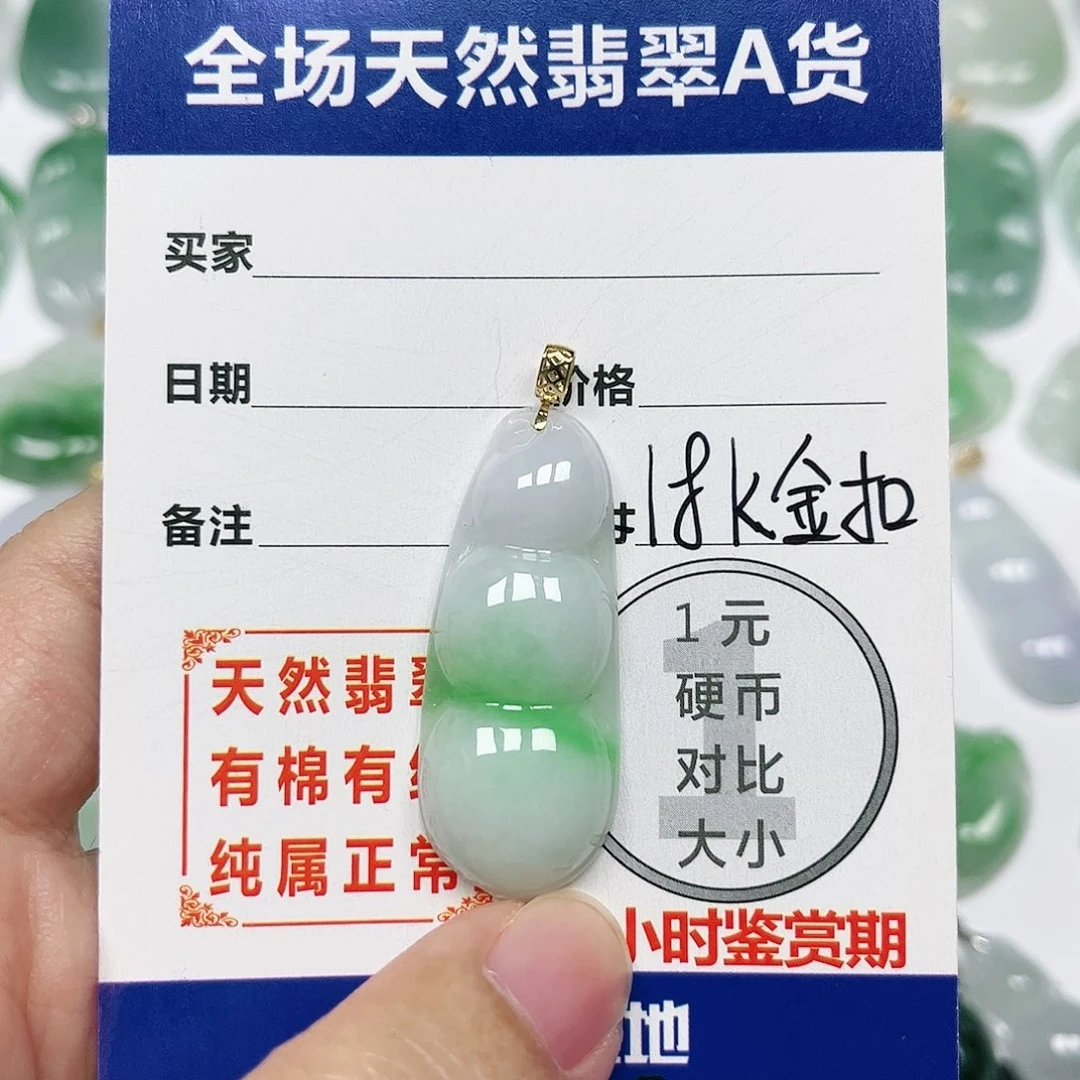 全场天然翡翠A货
买家
日期
价格
备注
18K金扣
天然翡翠
有棉有
纯属正常
1元
硬币
对比
大小
小时鉴赏期
地